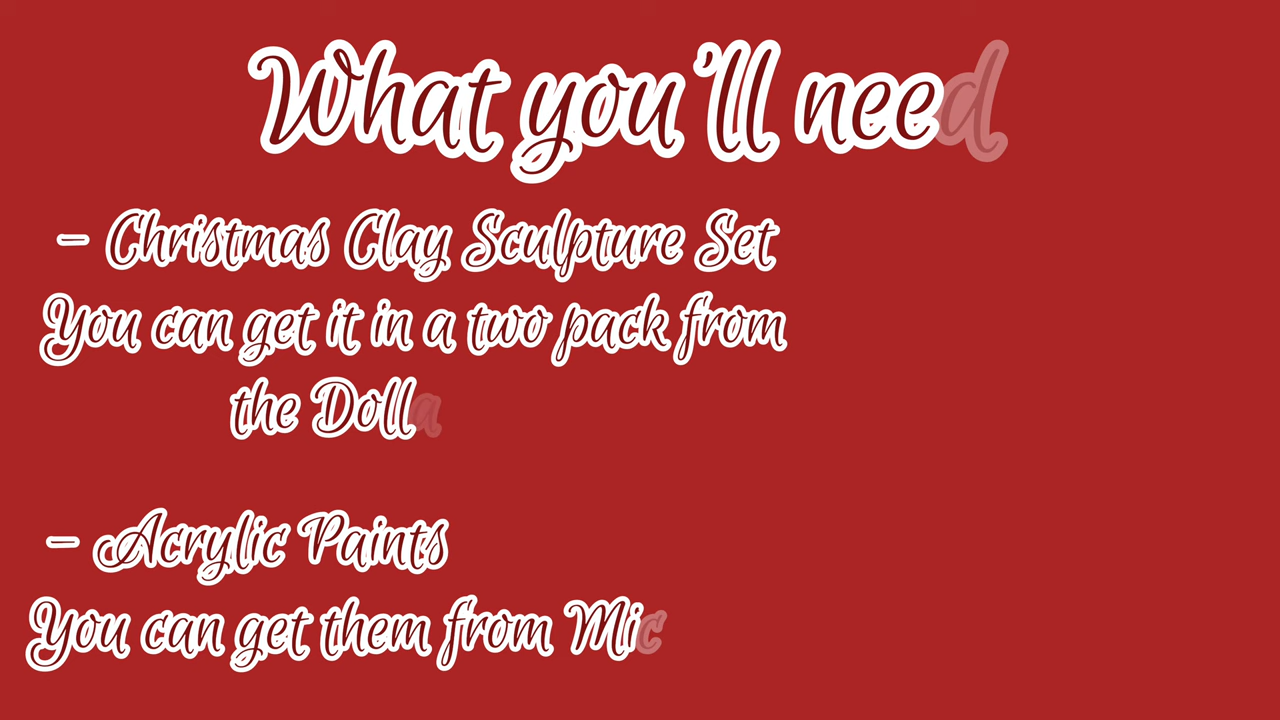 What you'll need
- Christmas Clay Sculpture Set
You can get it in a two pack from
the Dolla
- Acrylic Paints
You can get them from Mic